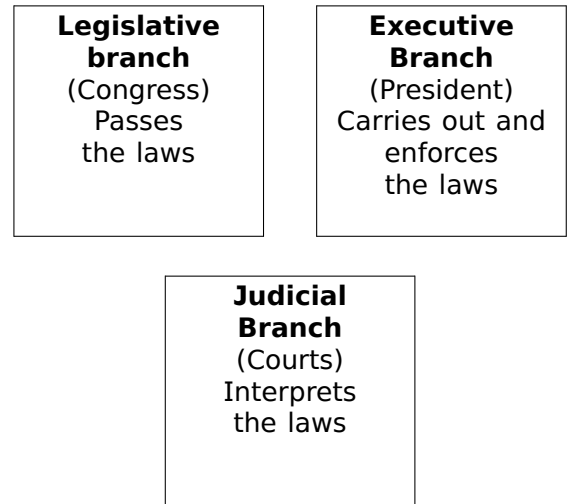 Legislative
branch
(Congress)
Passes
the laws
Executive
Branch
(President)
Carries out and
enforces
the laws
Judicial
Branch
(Courts)
Interprets
the laws